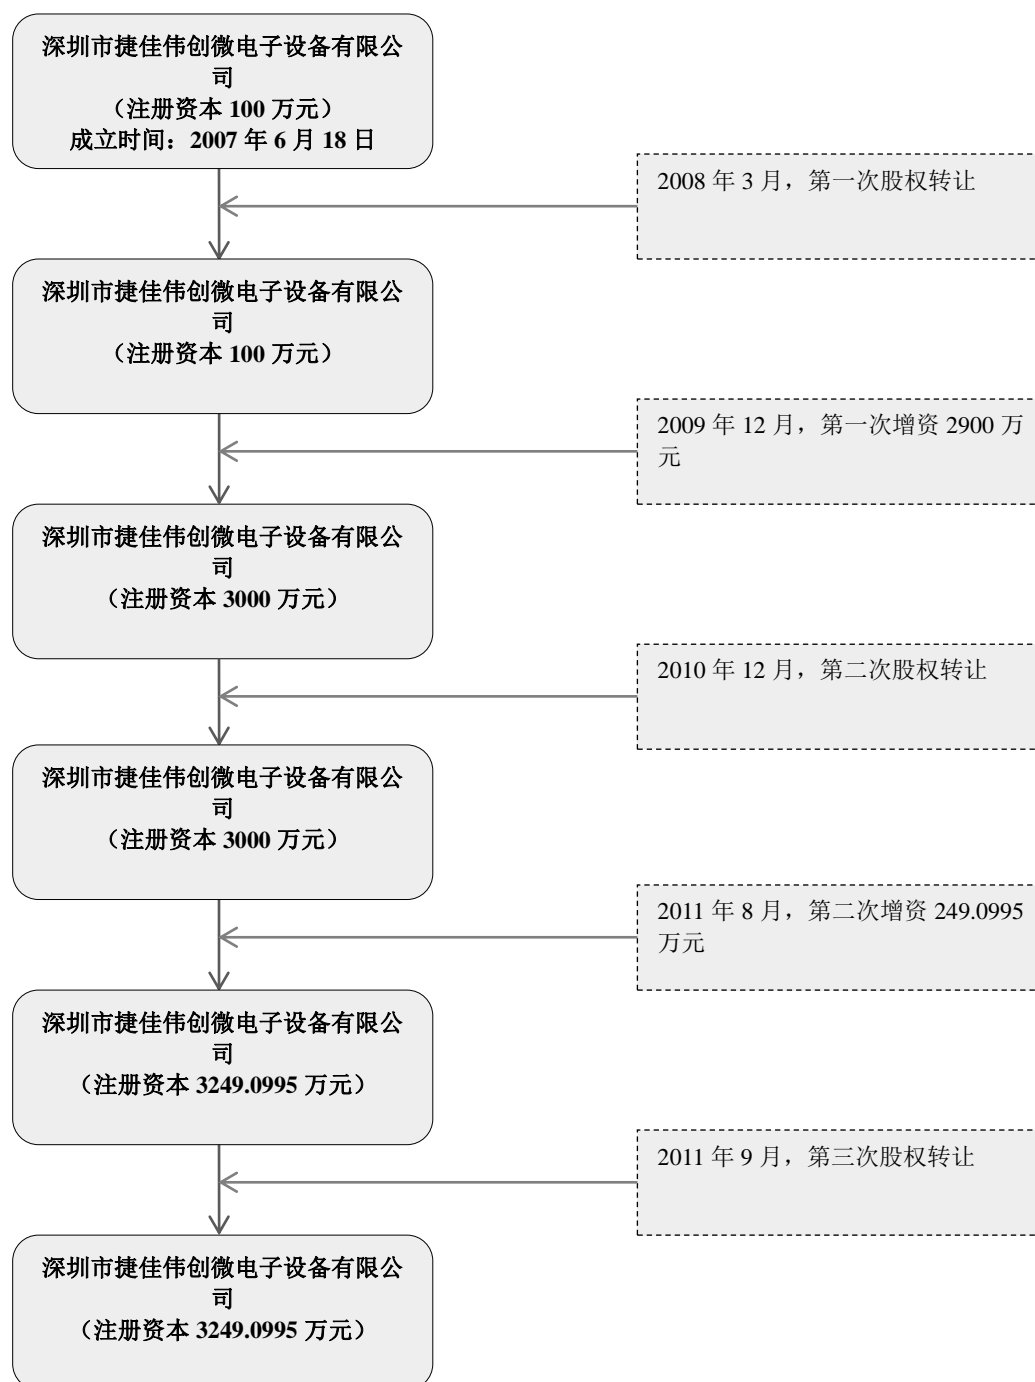 深圳市捷佳伟创微电子设备有限公
司
（注册资本 100 万元）
成立时间：2007 年 6 月 18 日
2008 年 3 月，第一次股权转让
深圳市捷佳伟创微电子设备有限公
司
（注册资本 100 万元）
2009 年 12 月，第一次增资 2900 万
元
深圳市捷佳伟创微电子设备有限公
司
（注册资本 3000 万元）
2010 年 12 月，第二次股权转让
深圳市捷佳伟创微电子设备有限公
司
（注册资本 3000 万元）
2011 年 8 月，第二次增资 249.0995
万元
深圳市捷佳伟创微电子设备有限公
司
（注册资本 3249.0995 万元）
2011 年 9 月，第三次股权转让
深圳市捷佳伟创微电子设备有限公
司
（注册资本 3249.0995 万元）